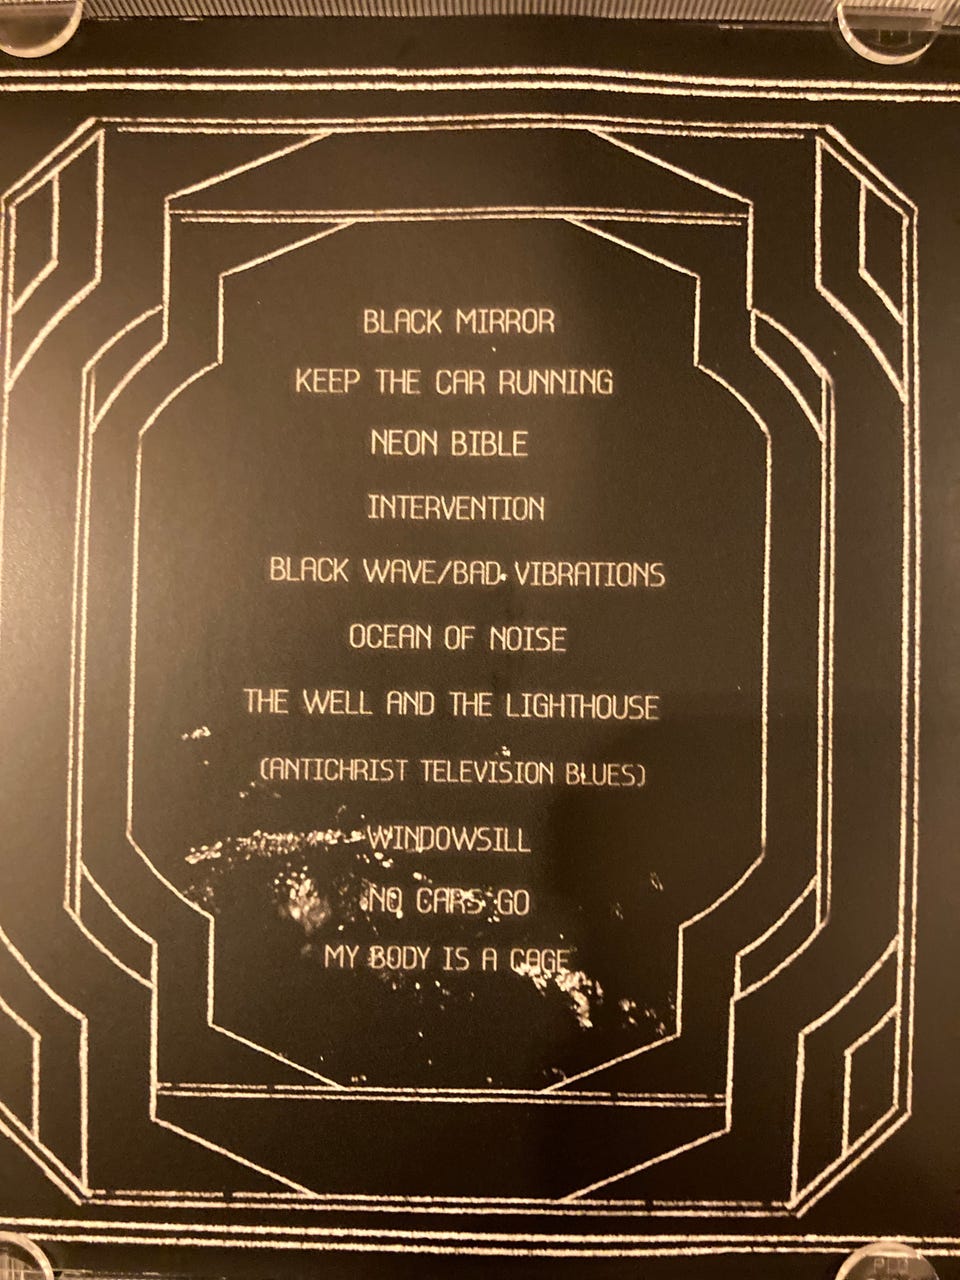 BLACK MIRROR
KEEP THE CAR RUNNING
NEON BIBLE
INTERVENTION
BLACK WAVE/BAD VIBRATIONS
OCEAN OF NOISE
THE WELL AND THE LIGHTHOUSE
(ANTICHRIST TELEVISION BLUES)
WINDOWSILL
NO CARS GO
MY BODY IS A CAGE